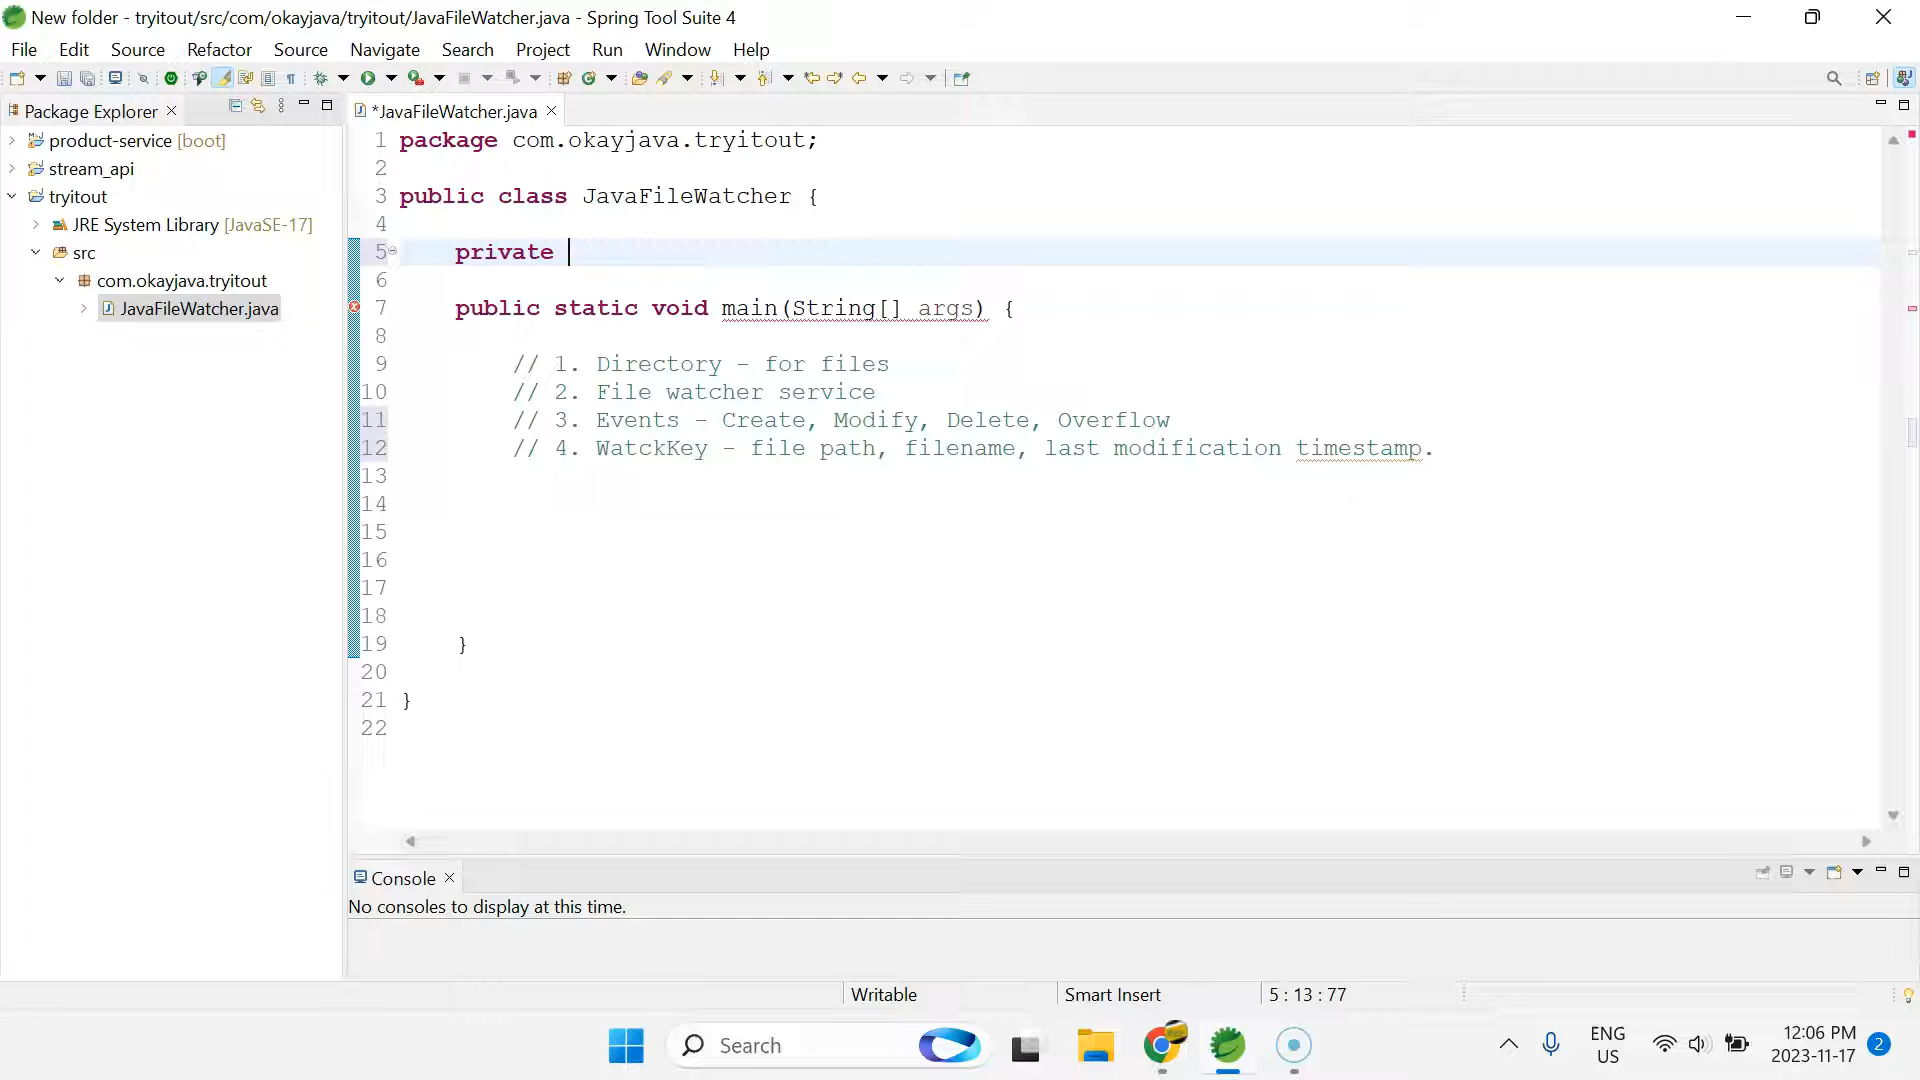 New folder - tryitout/src/com/okayjava/tryitout/JavaFileWatcher.java - Spring Tool Suite 4
File Edit Source Refactor Source Navigate Search Project Run Window Help
Package Explorer
product-service [boot]
stream_api
tryitout
JRE System Library [JavaSE-17]
src
com.okayjava.tryitout
JavaFileWatcher.java
*JavaFileWatcher.java
1 package com.okayjava.tryitout;
2
3 public class JavaFileWatcher {
4
5 private
6
7 public static void main(String[] args) {
8
9 // 1. Directory - for files
10 // 2. File watcher service
11 // 3. Events - Create, Modify, Delete, Overflow
12 // 4. WatckKey - file path, filename, last modification timestamp.
13
14
15
16
17
18
19 }
20
21 }
22
Console
No consoles to display at this time.
Writable Smart Insert 5 : 13 : 77
Search
ENG
US
12:06 PM
2023-11-17
2